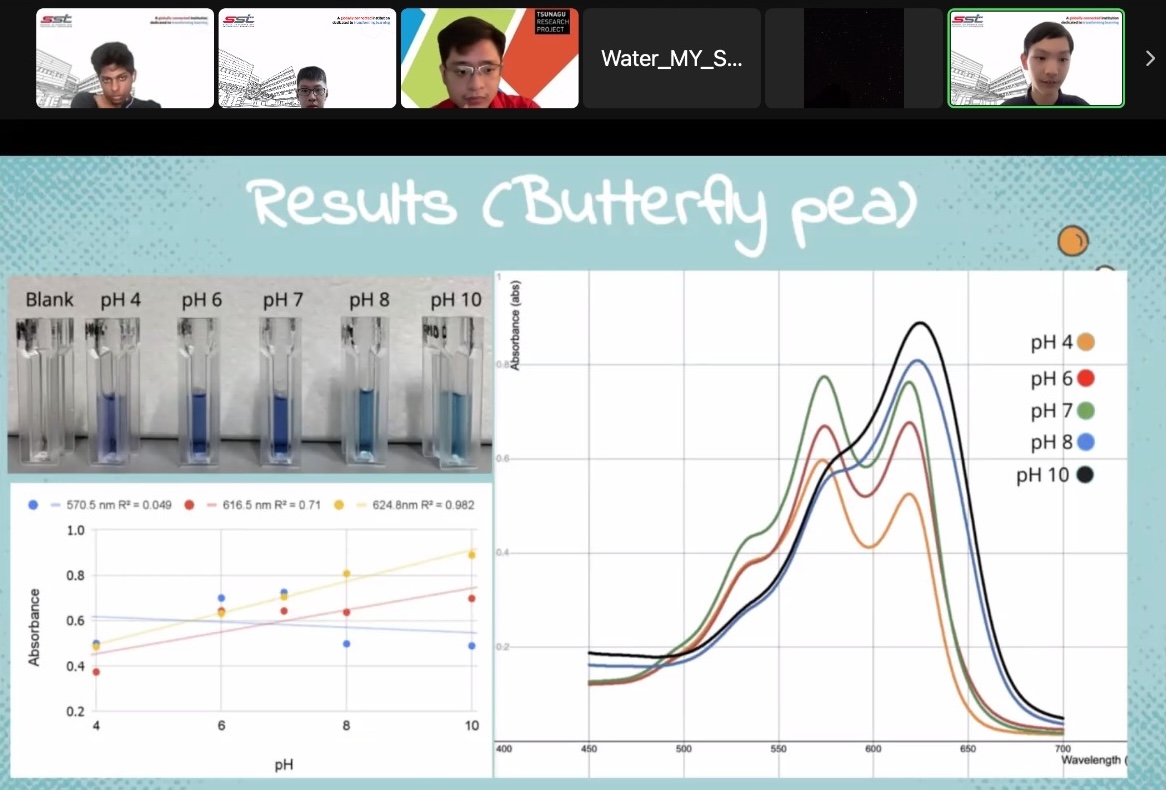 sst
A globally connected institution
dedicated to transforming learning
sst
A globally connected institution
dedicated to transforming learning
TSUNAGU
RESEARCH
PROJECT
Water_MY_S...
sst
A globally connected institution
dedicated to transforming learning
Results (Butterfly pea)
Blank pH 4 pH 6 pH 7 pH 8 pH 10
570.5 nm R² = 0.049 616.5 nm R² = 0.71 624.8nm R² = 0.982
1.0
0.8
0.6
0.4
0.2
Absorbance
4 6 8 10
pH
1
Absorbance (abs)
0.8
0.6
0.4
0.2
pH 4
pH 6
pH 7
pH 8
pH 10
400 450 500 550 600 650 700
Wavelength (